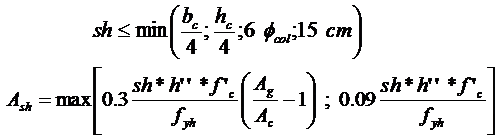 sh ≤ min( b_c/4 ; h_c/4 ; 6 ϕ_col ; 15 cm )
A_sh = max[ 0.3 sh*h''*f'_c / f_yh ( A_g/A_c − 1 ) ; 0.09 sh*h''*f'_c / f_yh ]